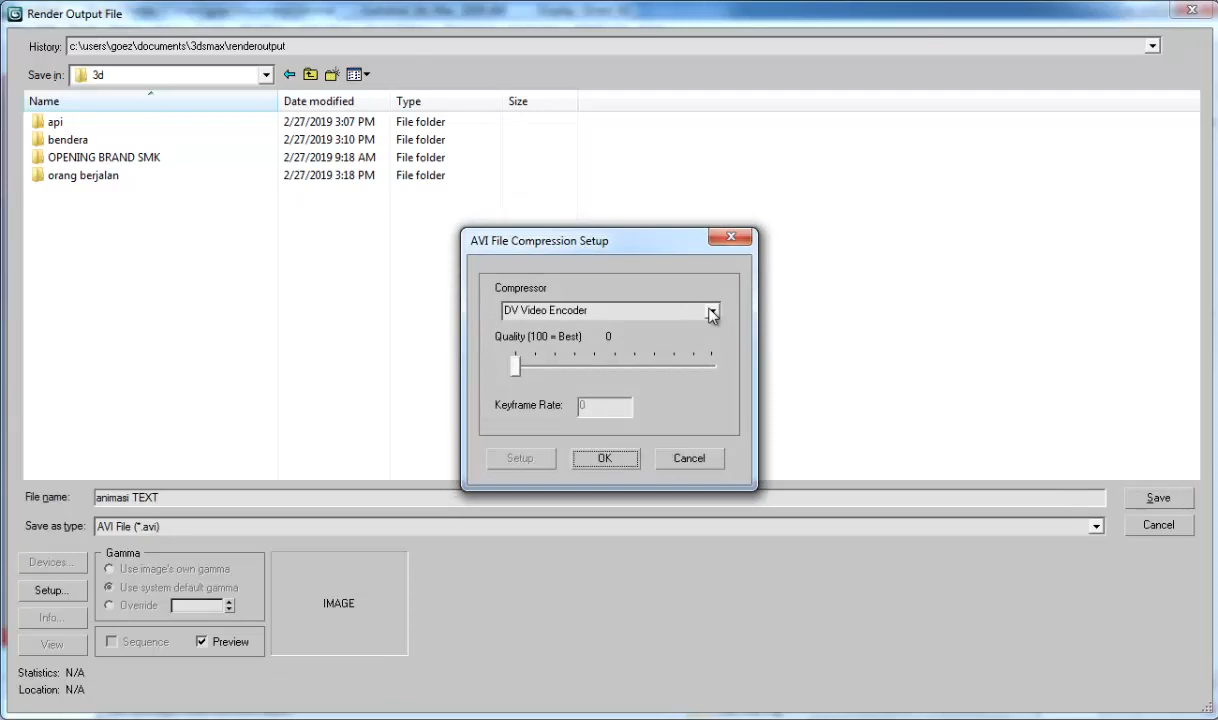 Render Output File
History: c:\users\goez\documents\3dsmax\renderoutput
Save in: 3d
Name Date modified Type Size
api 2/27/2019 3:07 PM File folder
bendera 2/27/2019 3:10 PM File folder
OPENING BRAND SMK 2/27/2019 9:18 AM File folder
orang berjalan 2/27/2019 3:18 PM File folder
AVI File Compression Setup
Compressor
DV Video Encoder
Quality (100 = Best) 0
Keyframe Rate: 0
Setup OK Cancel
File name: animasi TEXT Save
Save as type: AVI File (*.avi) Cancel
Devices...
Setup...
Info...
View
Gamma
Use image's own gamma
Use system default gamma
Override
Sequence Preview
IMAGE
Statistics: N/A
Location: N/A